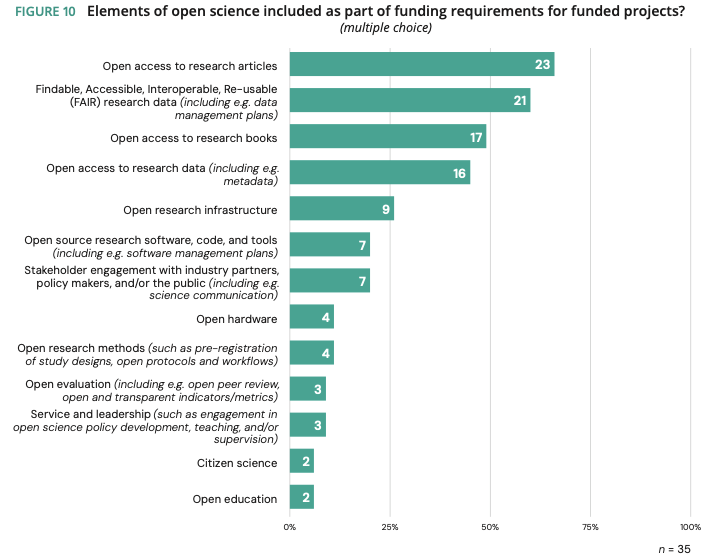 FIGURE 10 Elements of open science included as part of funding requirements for funded projects?
(multiple choice)
Open access to research articles
23
Findable, Accessible, Interoperable, Re-usable
(FAIR) research data (including e.g. data
management plans)
21
Open access to research books
17
Open access to research data (including e.g.
metadata)
16
Open research infrastructure
9
Open source research software, code, and tools
(including e.g. software management plans)
7
Stakeholder engagement with industry partners,
policy makers, and/or the public (including e.g.
science communication)
7
Open hardware
4
Open research methods (such as pre-registration
of study designs, open protocols and workflows)
4
Open evaluation (including e.g. open peer review,
open and transparent indicators/metrics)
3
Service and leadership (such as engagement in
open science policy development, teaching, and/or
supervision)
3
Citizen science
2
Open education
2
0% 25% 50% 75% 100%
n = 35